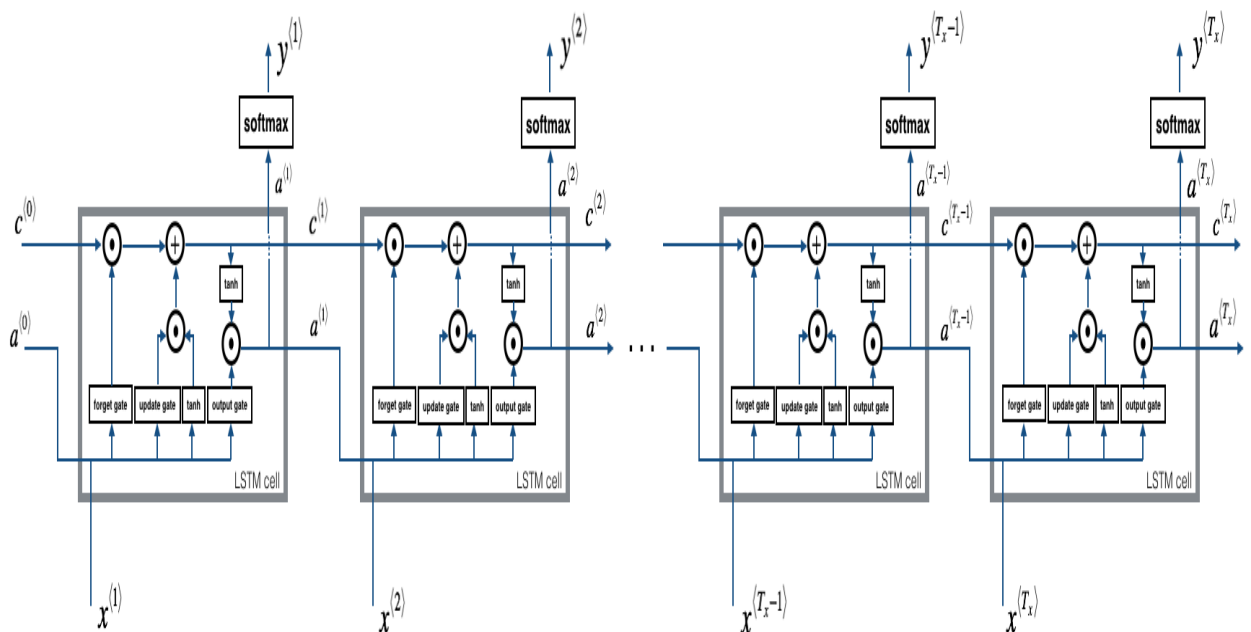 y⟨1⟩ y⟨2⟩ y⟨Tx−1⟩ y⟨Tx⟩
softmax softmax softmax softmax
a⟨1⟩ a⟨2⟩ a⟨Tx−1⟩ a⟨Tx⟩
c⟨0⟩ c⟨1⟩ c⟨2⟩ c⟨Tx−1⟩ c⟨Tx⟩
+ + + +
tanh tanh tanh tanh
a⟨0⟩ a⟨1⟩ a⟨2⟩ ... a⟨Tx−1⟩ a⟨Tx⟩
forget gate update gate tanh output gate forget gate update gate tanh output gate forget gate update gate tanh output gate forget gate update gate tanh output gate
LSTM cell LSTM cell LSTM cell LSTM cell
x⟨1⟩ x⟨2⟩ x⟨Tx−1⟩ x⟨Tx⟩